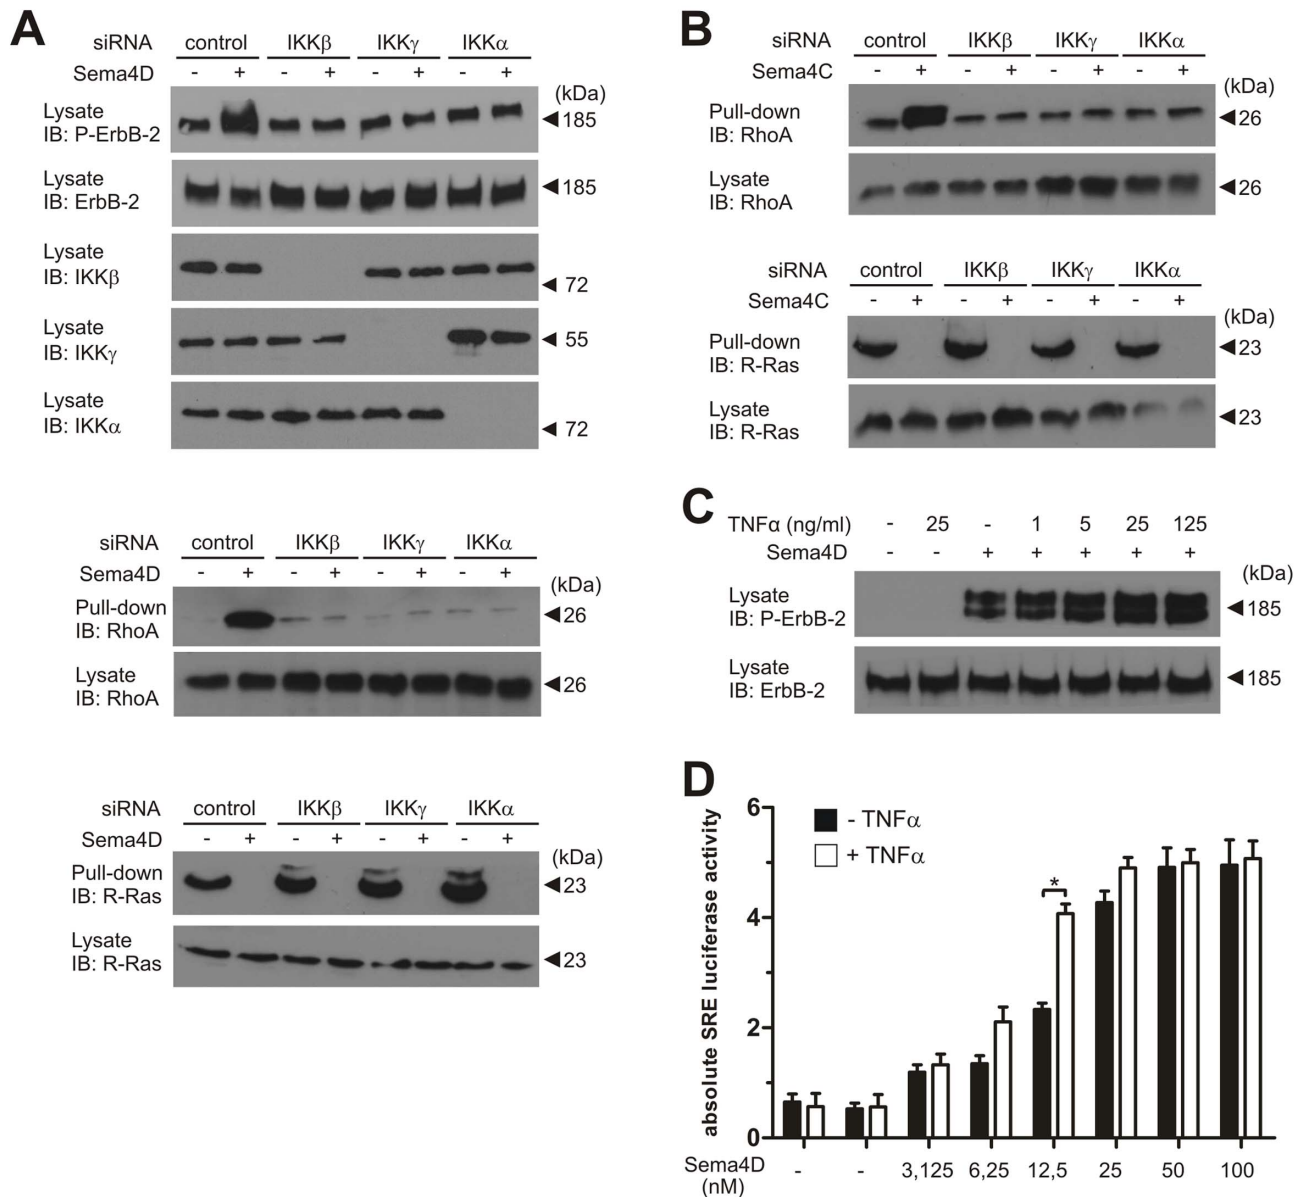 A
siRNA control IKKβ IKKγ IKKα
Sema4D - + - + - + - +
(kDa)
Lysate
IB: P-ErbB-2
◄185
Lysate
IB: ErbB-2
◄185
Lysate
IB: IKKβ
◄ 72
Lysate
IB: IKKγ
◄ 55
Lysate
IB: IKKα
◄ 72
siRNA control IKKβ IKKγ IKKα
Sema4D - + - + - + - +
(kDa)
Pull-down
IB: RhoA
◄26
Lysate
IB: RhoA
◄26
siRNA control IKKβ IKKγ IKKα
Sema4D - + - + - + - +
(kDa)
Pull-down
IB: R-Ras
◄23
Lysate
IB: R-Ras
◄23
B
siRNA control IKKβ IKKγ IKKα
Sema4C - + - + - + - +
(kDa)
Pull-down
IB: RhoA
◄26
Lysate
IB: RhoA
◄26
siRNA control IKKβ IKKγ IKKα
Sema4C - + - + - + - +
(kDa)
Pull-down
IB: R-Ras
◄23
Lysate
IB: R-Ras
◄23
C
TNFα (ng/ml) - 25 - 1 5 25 125
Sema4D - - + + + + +
(kDa)
Lysate
IB: P-ErbB-2
◄185
Lysate
IB: ErbB-2
◄185
D
absolute SRE luciferase activity
6
4
2
0
- TNFα
+ TNFα
*
Sema4D
(nM)
- - 3,125 6,25 12,5 25 50 100